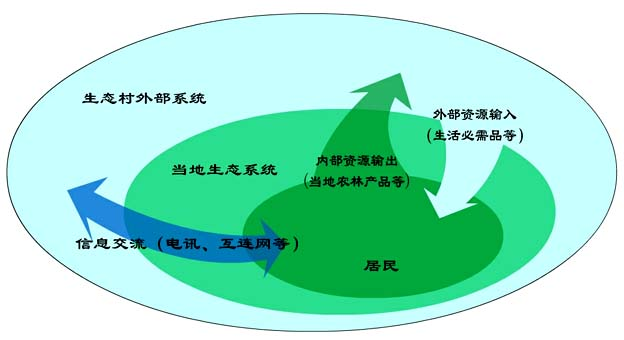 生态村外部系统
外部资源输入
(生活必需品等)
当地生态系统
内部资源输出
(当地农林产品等)
信息交流（电讯、互连网等）
居民